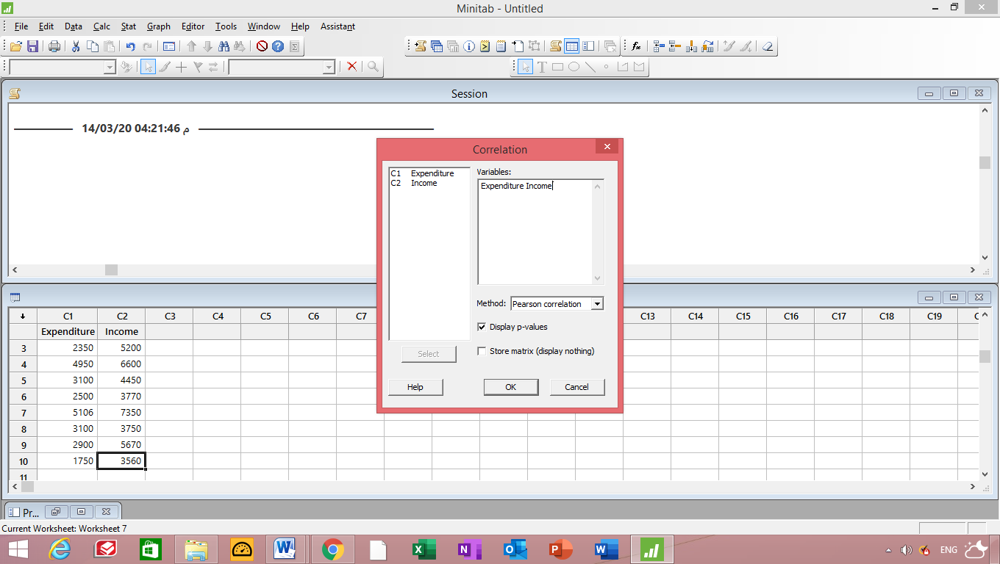 Minitab - Untitled
File Edit Data Calc Stat Graph Editor Tools Window Help Assistant
Session
14/03/20 04:21:46 م
Correlation
C1 Expenditure
C2 Income
Variables:
Expenditure Income
Method: Pearson correlation
Display p-values
Store matrix (display nothing)
Select
Help OK Cancel
C1 C2 C3 C4 C5 C6 C7 C13 C14 C15 C16 C17 C18 C19 C
Expenditure Income
3 2350 5200
4 4950 6600
5 3100 4450
6 2500 3770
7 5106 7350
8 3100 3750
9 2900 5670
10 1750 3560
11
Pr...
Current Worksheet: Worksheet 7
ENG